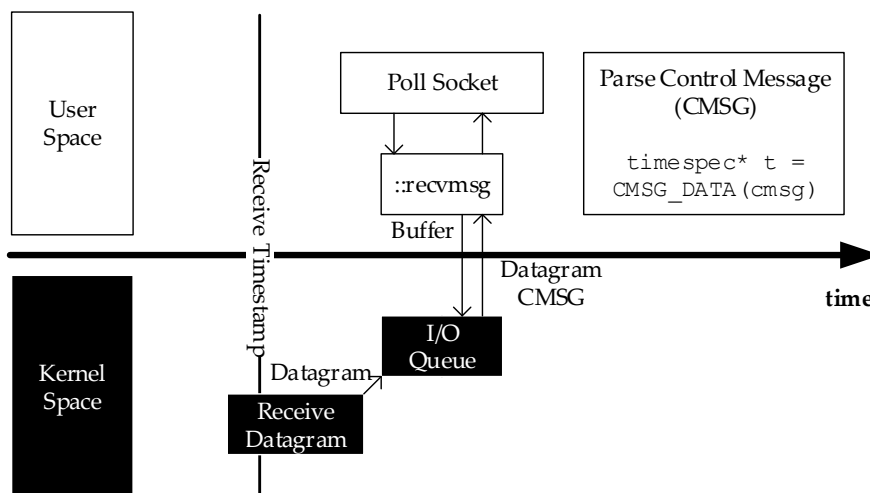 User
Space
Poll Socket
Parse Control Message
(CMSG)
timespec* t =
CMSG_DATA(cmsg)
::recvmsg
Receive Timestamp
Buffer
Datagram
CMSG
time
I/O
Queue
Kernel
Space
Datagram
Receive
Datagram